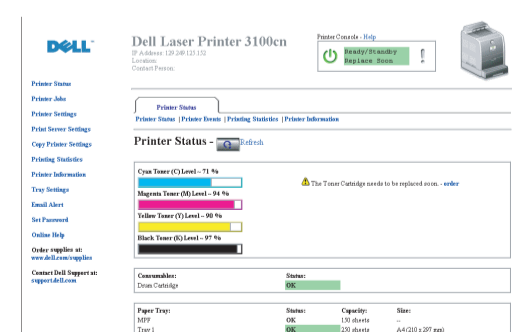 DELL
Dell Laser Printer 3100cn
IP Address: 129.249.123.152
Location:
Contact Person:
Printer Console - Help
Ready/Standby
Replace Soon
Printer Status
Printer Jobs
Printer Settings
Print Server Settings
Copy Printer Settings
Printing Statistics
Printer Information
Tray Settings
Email Alert
Set Password
Online Help
Order supplies at:
www.dell.com/supplies
Contact Dell Support at:
support.dell.com
Printer Status
Printer Status | Printer Events | Printing Statistics | Printer Information
Printer Status - Refresh
Cyan Toner (C) Level – 71 %
Magenta Toner (M) Level – 94 %
Yellow Toner (Y) Level – 90 %
Black Toner (K) Level – 97 %
The Toner Cartridge needs to be replaced soon. - order
Consumables: Status:
Drum Cartridge OK
Paper Tray: Status: Capacity: Size:
MPF OK 150 sheets --
Tray 1 OK 250 sheets A4 (210 x 297 mm)